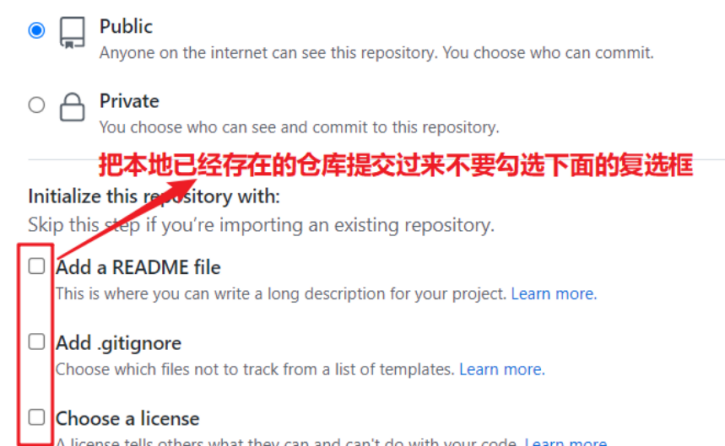 Public
Anyone on the internet can see this repository. You choose who can commit.
Private
You choose who can see and commit to this repository.
把本地已经存在的仓库提交过来不要勾选下面的复选框
Initialize this repository with:
Skip this step if you're importing an existing repository.
Add a README file
This is where you can write a long description for your project. Learn more.
Add .gitignore
Choose which files not to track from a list of templates. Learn more.
Choose a license
A license tells others what they can and can't do with your code. Learn more.